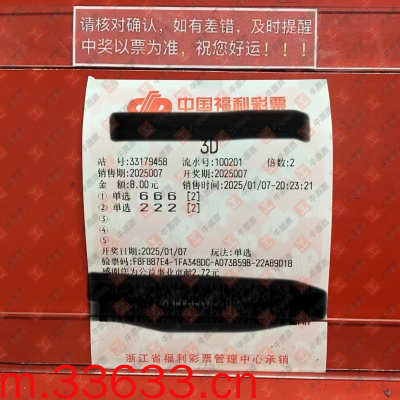 请核对确认，如有差错，及时提醒
中奖以票为准，祝您好运！！！
中国福利彩票
3D
站 号:33179458 流水号:100201 倍数:2
销售期:2025007 开奖期:2025007
金 额:8.00元 销售时间:2025/01/07-20:23:21
① 单选 6 6 6 [2]
② 单选 2 2 2 [2]
③
④
⑤
开奖日期:2025/01/07 玩法:单选
验票码:F8F887E4-1FA348DC-A073B59B-22A89D18
感谢您为公益事业贡献2.72元
浙江省福利彩票管理中心承销
m.33633.cn